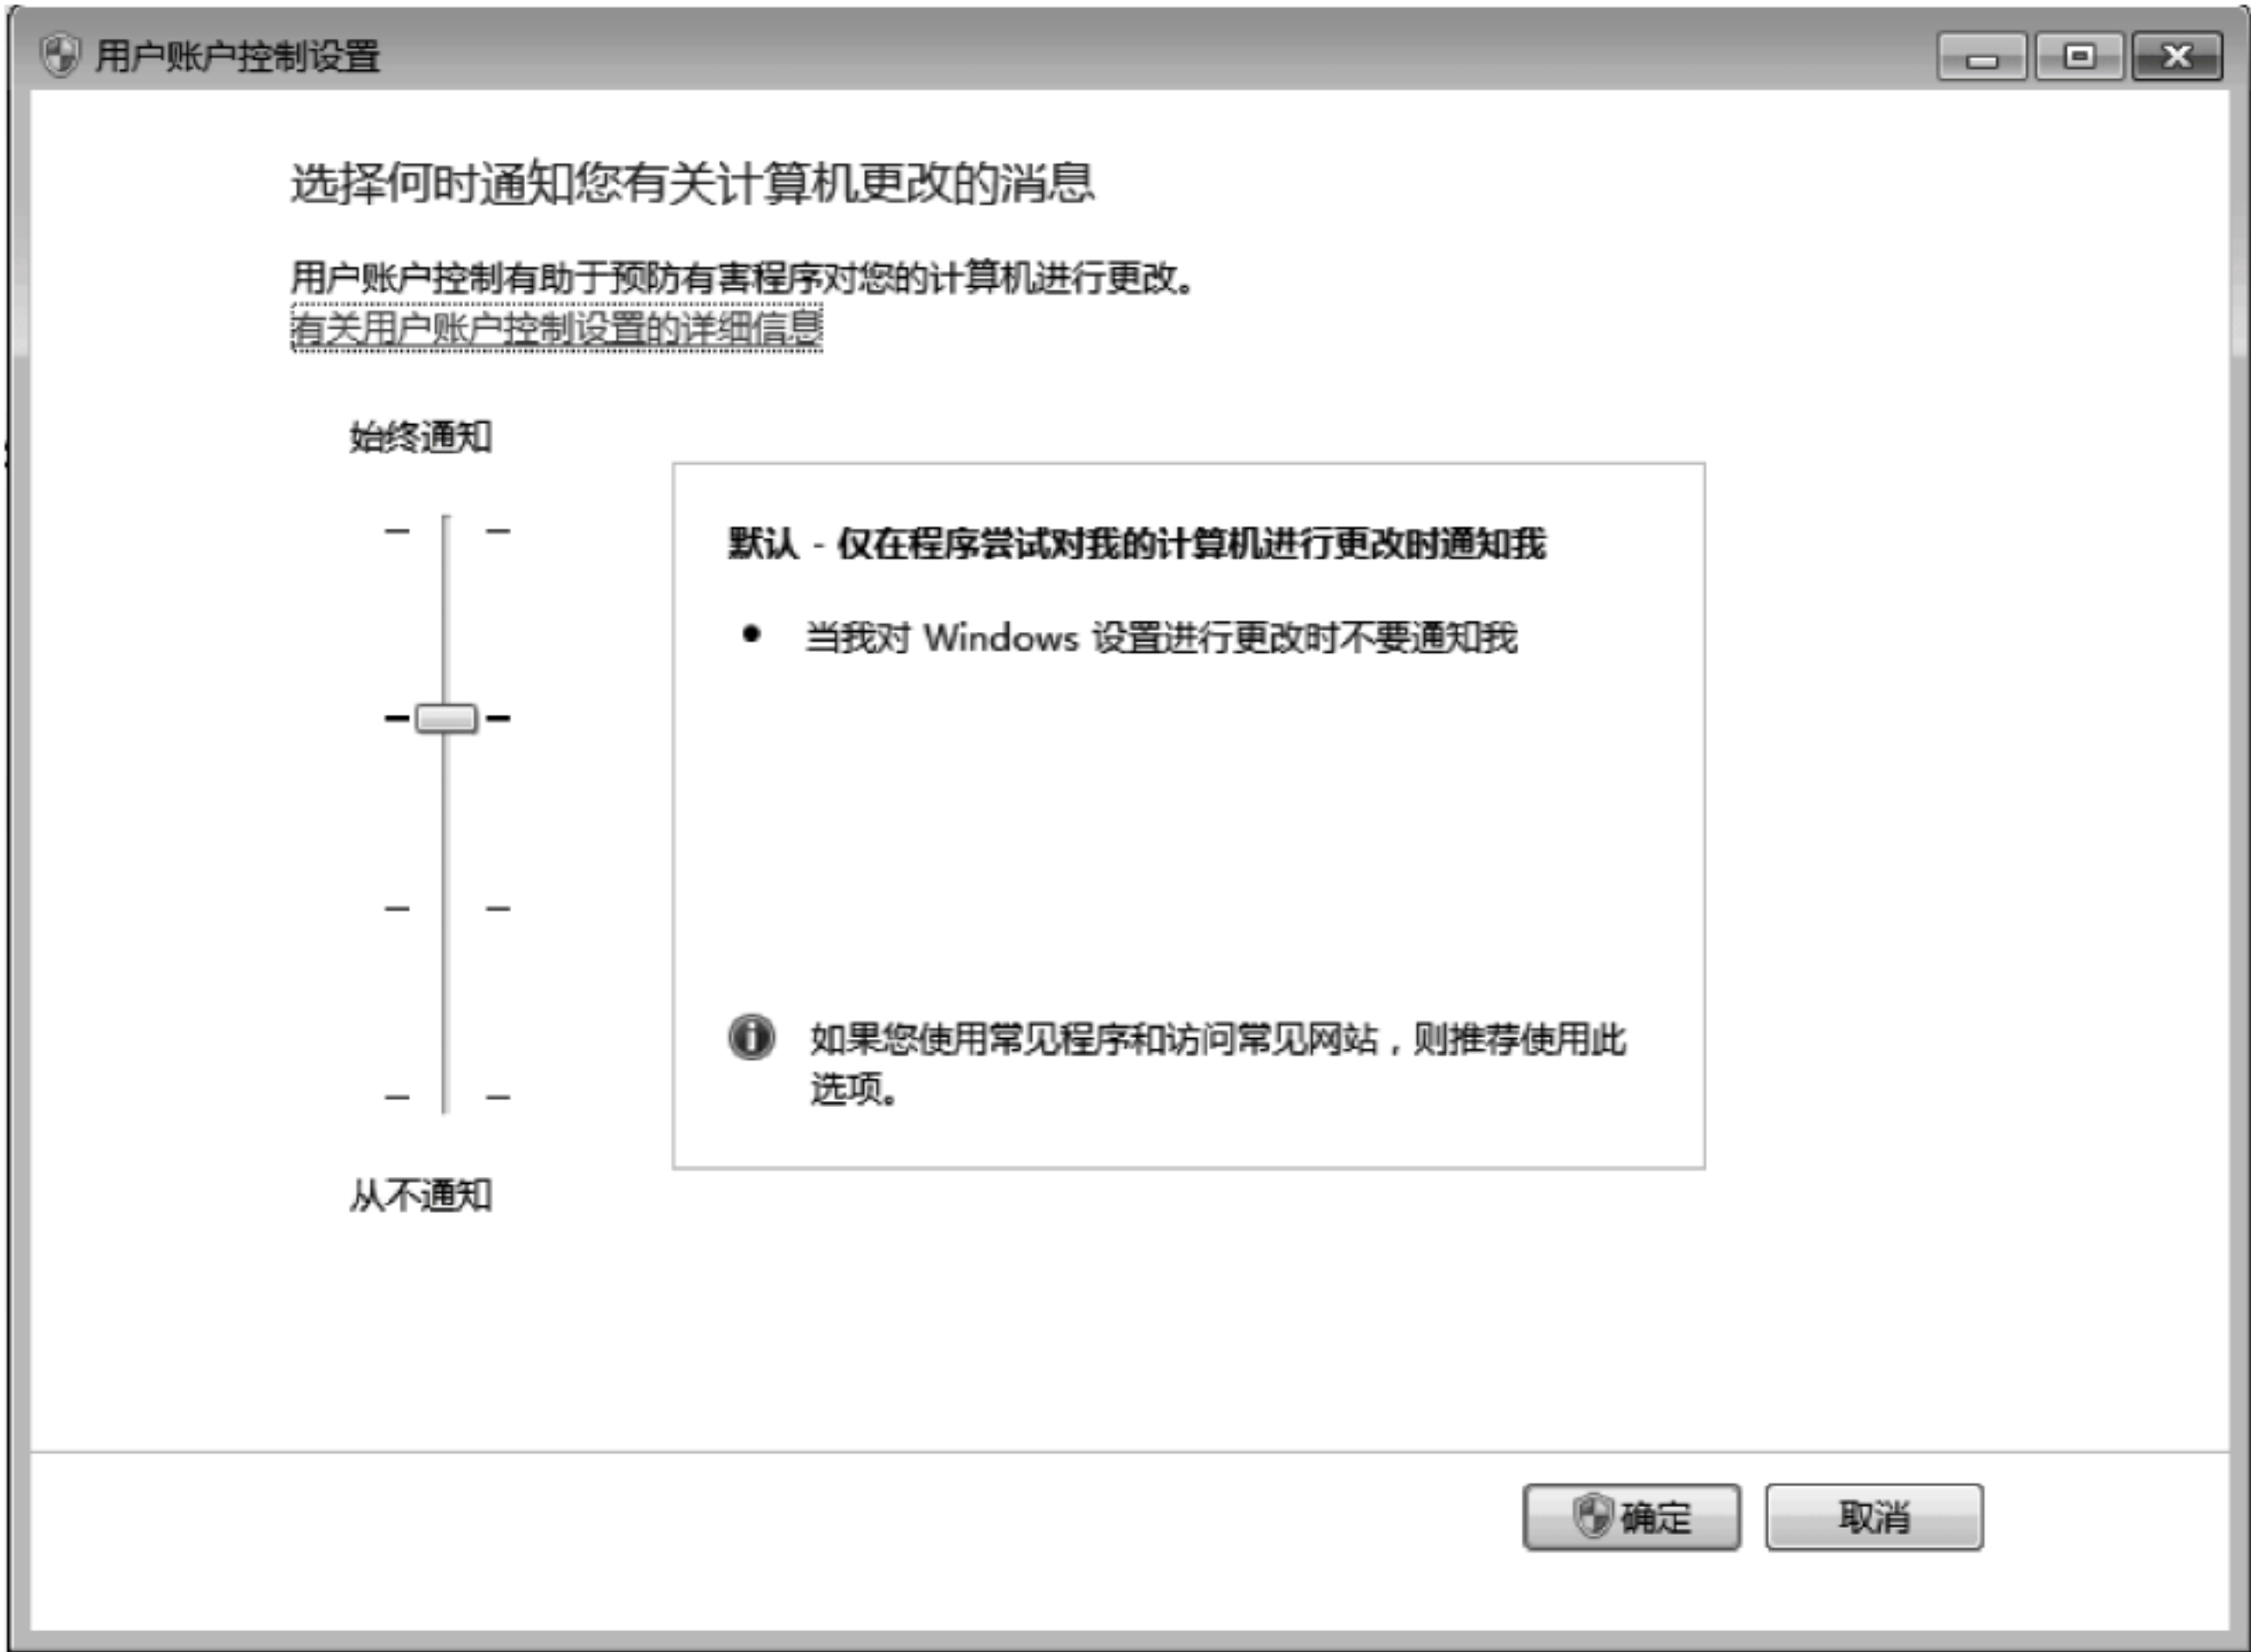 用户账户控制设置
选择何时通知您有关计算机更改的消息
用户账户控制有助于预防有害程序对您的计算机进行更改。
有关用户账户控制设置的详细信息
始终通知
默认 - 仅在程序尝试对我的计算机进行更改时通知我
● 当我对 Windows 设置进行更改时不要通知我
如果您使用常见程序和访问常见网站，则推荐使用此
选项。
从不通知
确定
取消